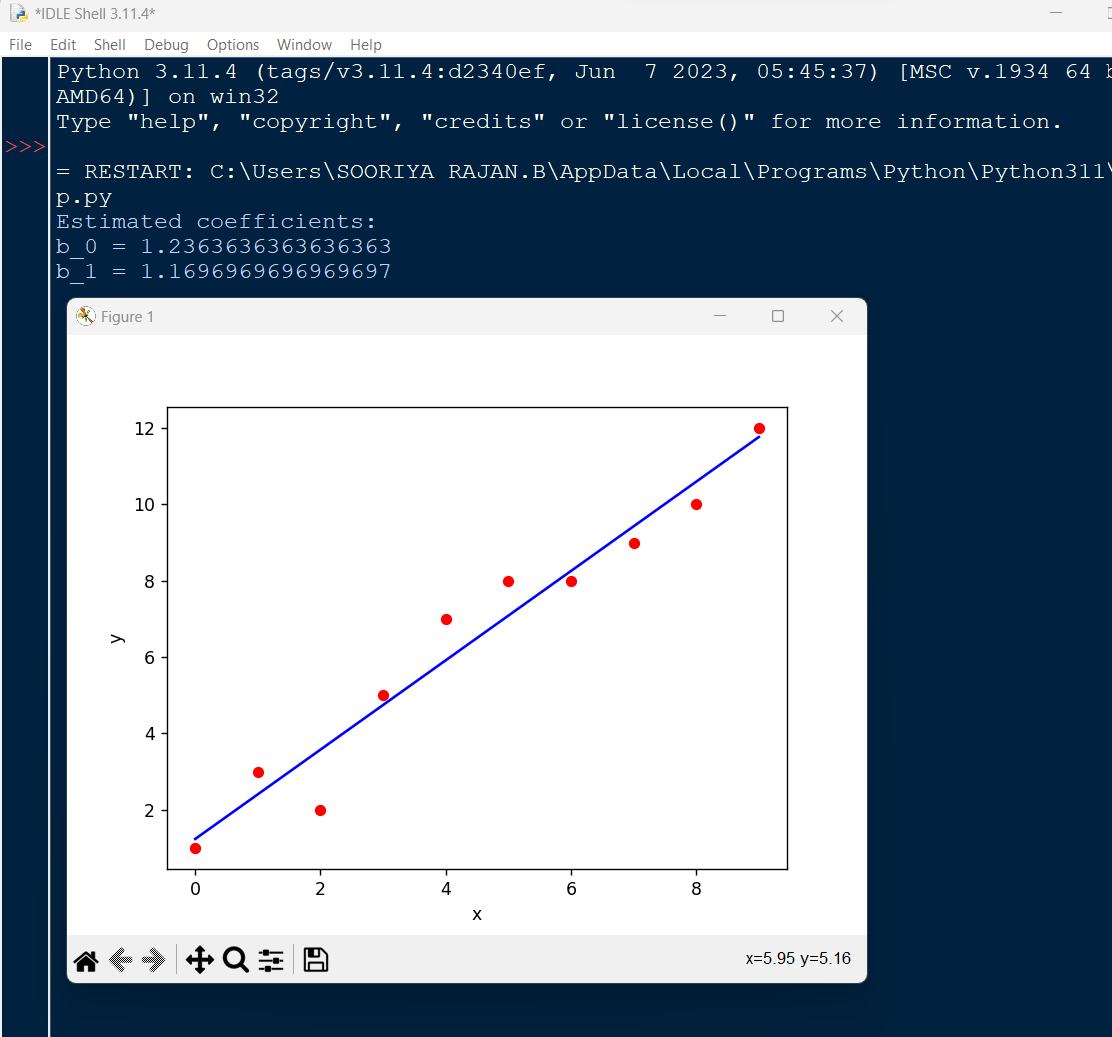 *IDLE Shell 3.11.4*
File Edit Shell Debug Options Window Help
Python 3.11.4 (tags/v3.11.4:d2340ef, Jun  7 2023, 05:45:37) [MSC v.1934 64
AMD64)] on win32
Type "help", "copyright", "credits" or "license()" for more information.
>>>
= RESTART: C:\Users\SOORIYA RAJAN.B\AppData\Local\Programs\Python\Python311\
p.py
Estimated coefficients:
b_0 = 1.2363636363636363
b_1 = 1.1696969696969697
Figure 1
12
10
8
6
4
2
y
0 2 4 6 8
x
x=5.95 y=5.16